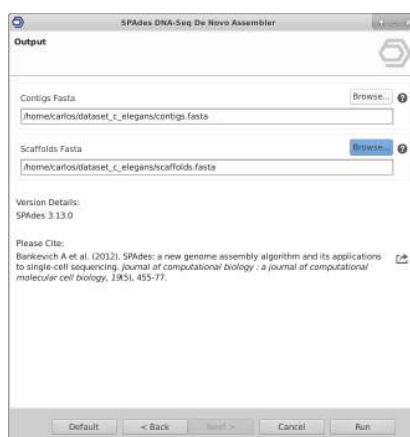 SPAdes DNA-Seq De Novo Assembler
Output
Contigs Fasta
Browse...
/home/carlos/dataset_c_elegans/contigs.fasta
Scaffolds Fasta
Browse...
/home/carlos/dataset_c_elegans/scaffolds.fasta
Version Details:
SPAdes 3.13.0
Please Cite:
Bankevich A et al. (2012). SPAdes: a new genome assembly algorithm and its applications
to single-cell sequencing. Journal of computational biology : a journal of computational
molecular cell biology, 19(5), 455-77.
Default
< Back
Next >
Cancel
Run